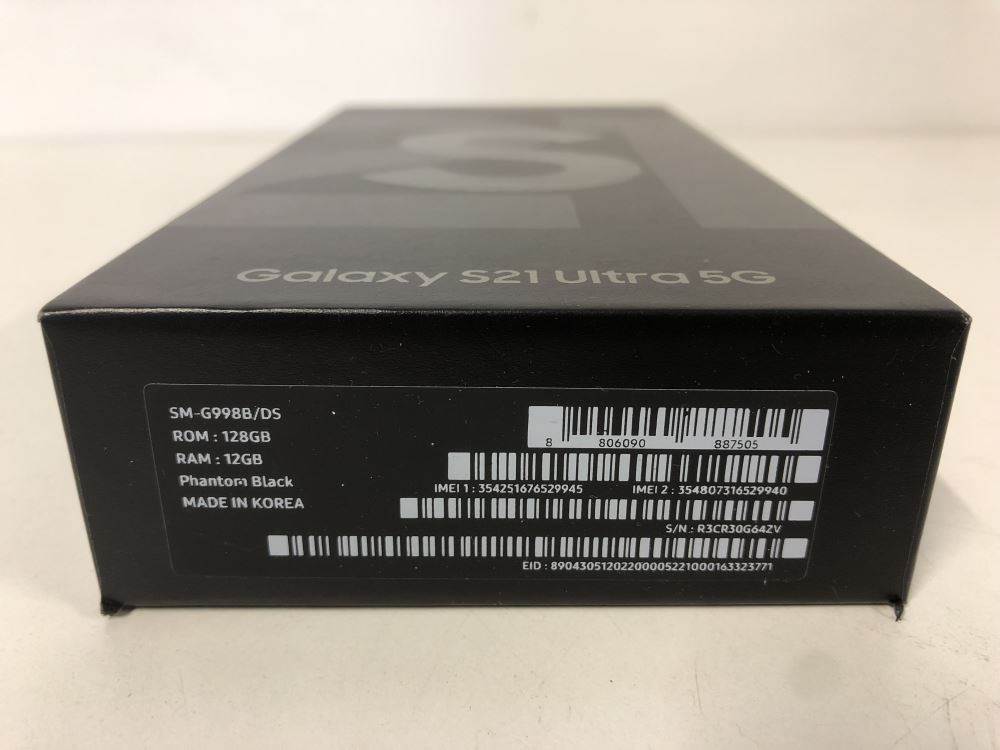 S
Galaxy S21 Ultra 5G
SM-G998B/DS
ROM : 128GB
RAM : 12GB
Phantom Black
MADE IN KOREA
8 806090 887505
IMEI 1 : 354251676529945 IMEI 2 : 354807316529940
S/N : R3CR30G64ZV
EID : 89043051202200005221000163323771